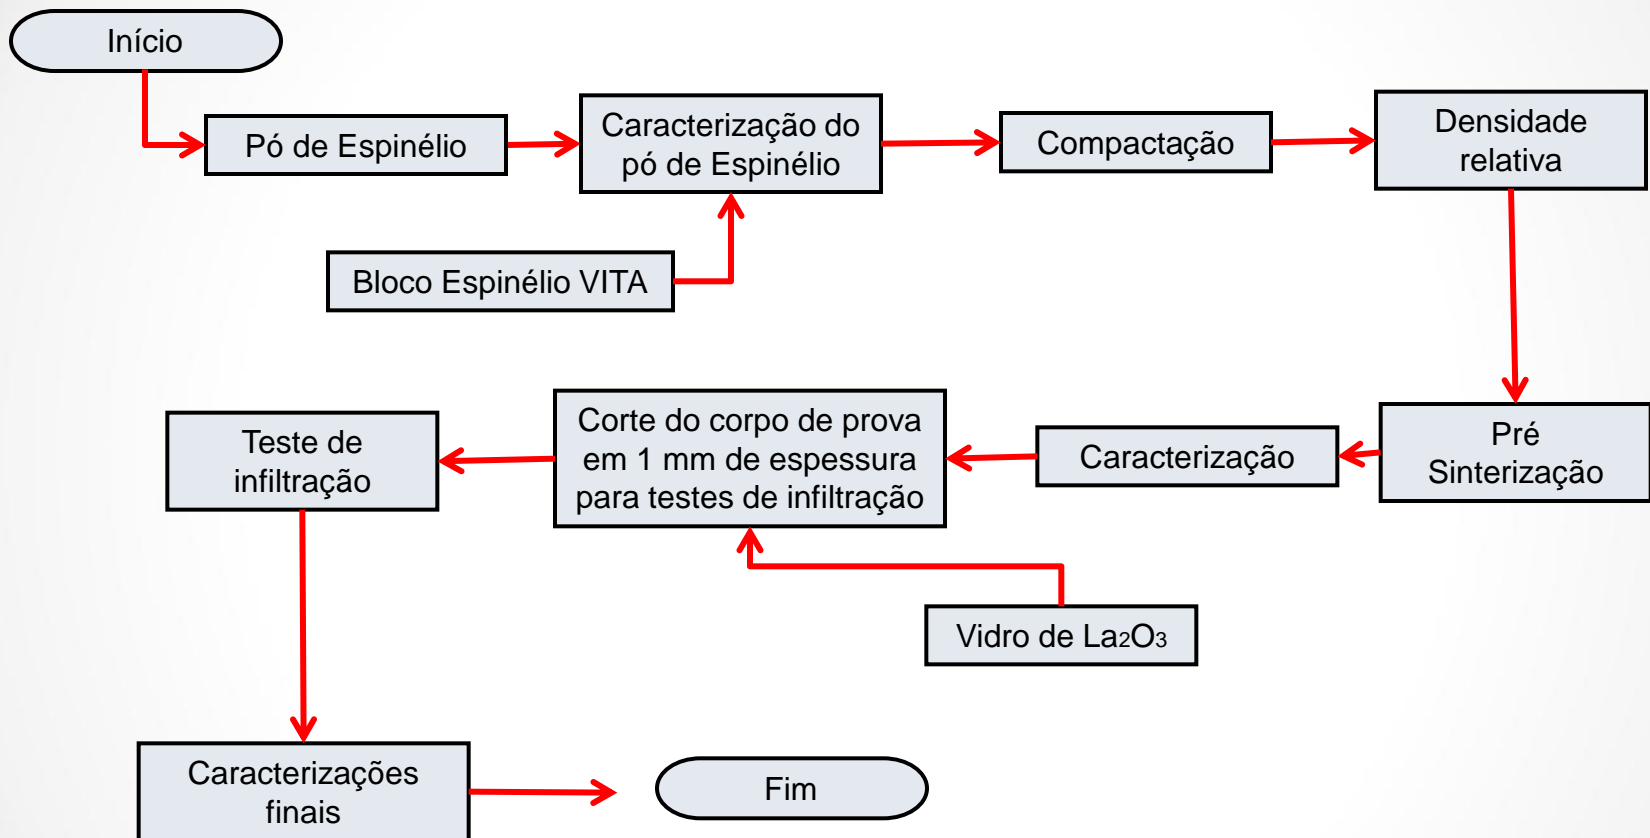 Início
Pó de Espinélio
Caracterização do
pó de Espinélio
Compactação
Densidade
relativa
Bloco Espinélio VITA
Pré
Sinterização
Caracterização
Corte do corpo de prova
em 1 mm de espessura
para testes de infiltração
Teste de
infiltração
Vidro de La₂O₃
Caracterizações
finais
Fim